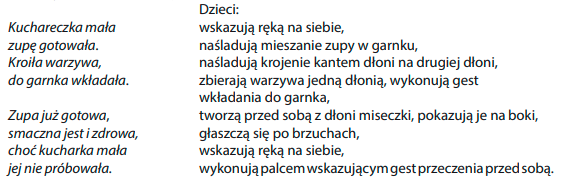 Dzieci:
Kuchareczka mała wskazują ręką na siebie,
zupę gotowała. naśladują mieszanie zupy w garnku,
Kroiła warzywa, naśladują krojenie kantem dłoni na drugiej dłoni,
do garnka wkładała. zbierają warzywa jedną dłonią, wykonują gest
wkładania do garnka,
Zupa już gotowa, tworzą przed sobą z dłoni miseczki, pokazują je na boki,
smaczna jest i zdrowa, głaszczą się po brzuchach,
choć kucharka mała wskazują ręką na siebie,
jej nie próbowała. wykonują palcem wskazującym gest przeczenia przed sobą.